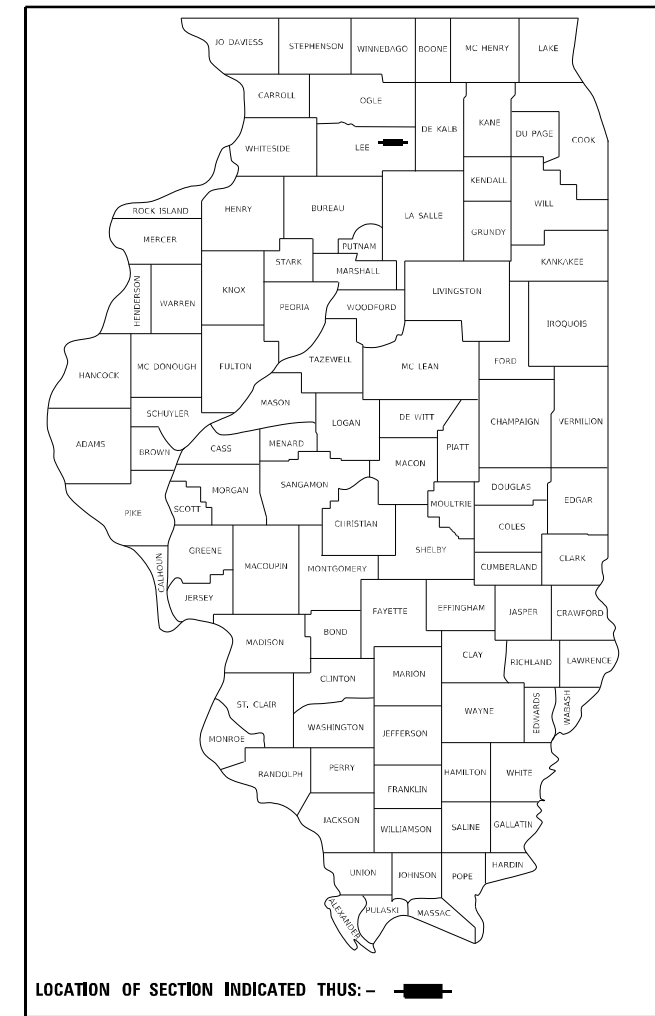 JO DAVIESS STEPHENSON WINNEBAGO BOONE MC HENRY LAKE
CARROLL OGLE
DE KALB KANE DU PAGE COOK
WHITESIDE LEE
KENDALL WILL
ROCK ISLAND HENRY BUREAU LA SALLE
MERCER PUTNAM GRUNDY
STARK MARSHALL KANKAKEE
HENDERSON WARREN KNOX PEORIA WOODFORD LIVINGSTON
IROQUOIS
HANCOCK MC DONOUGH FULTON TAZEWELL MC LEAN FORD
MASON
SCHUYLER LOGAN DE WITT CHAMPAIGN VERMILION
ADAMS BROWN CASS MENARD PIATT
MACON
MORGAN SANGAMON DOUGLAS
PIKE SCOTT MOULTRIE EDGAR
CHRISTIAN COLES
GREENE SHELBY
CALHOUN MACOUPIN MONTGOMERY CUMBERLAND CLARK
JERSEY
FAYETTE EFFINGHAM JASPER CRAWFORD
MADISON BOND
CLAY RICHLAND LAWRENCE
CLINTON MARION
ST. CLAIR WAYNE EDWARDS WABASH
WASHINGTON JEFFERSON
MONROE
RANDOLPH PERRY HAMILTON WHITE
FRANKLIN
JACKSON WILLIAMSON SALINE GALLATIN
UNION JOHNSON POPE HARDIN
ALEXANDER PULASKI MASSAC
LOCATION OF SECTION INDICATED THUS: –